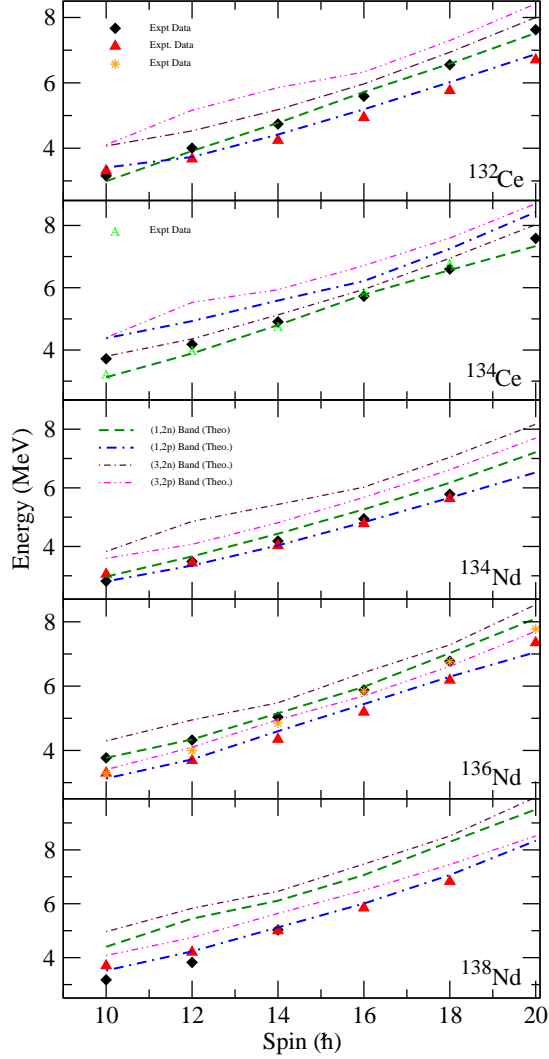 8
Expt Data
Expt. Data
6
Expt Data
4
132Ce
8
A Expt Data
6
A
A
A
A
A
4
134Ce
Energy (MeV)
8
(1,2n) Band (Theo)
(1,2p) Band (Theo.)
(3,2n) Band (Theo.)
(3,2p) Band (Theo.)
6
4
134Nd
8
6
4
136Nd
8
6
4
138Nd
10 12 14 16 18 20
Spin (ħ)